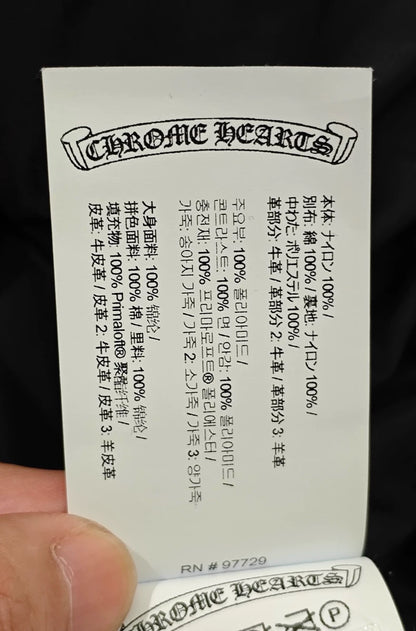 CHROME HEARTS
本体: ナイロン 100% /
別布: 綿 100% / 裏地: ナイロン 100% /
中わた: ポリエステル 100% /
革部分: 牛革 / 革部分 2: 牛革 / 革部分 3: 羊革
주요부: 100% 폴리아미드 /
콘트라스트: 100% 면 / 안감: 100% 폴리아미드 /
충전재: 100% 프리마로프트® 폴리에스터 /
가죽: 송아지 가죽 / 가죽 2: 소가죽 / 가죽 3: 양가죽
大身面料: 100% 锦纶 /
拼色面料: 100% 棉 / 里料: 100% 锦纶 /
填充物: 100% Primaloft® 聚酯纤维 /
皮革: 牛皮革 / 皮革 2: 牛皮革 / 皮革 3: 羊皮革
RN # 97729
CHROME HEARTS
P